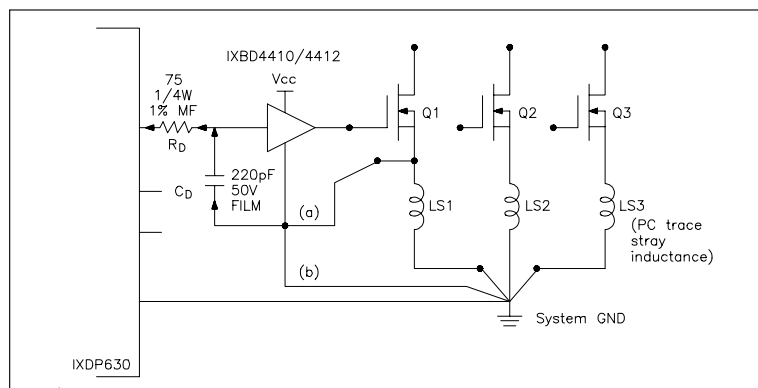 IXBD4410/4412
75
1/4W
1% MF
RD
Vcc
Q1
Q2
Q3
CD
220pF
50V
FILM
(a)
LS1
LS2
LS3
(PC trace
stray
inductance)
(b)
System GND
IXDP630